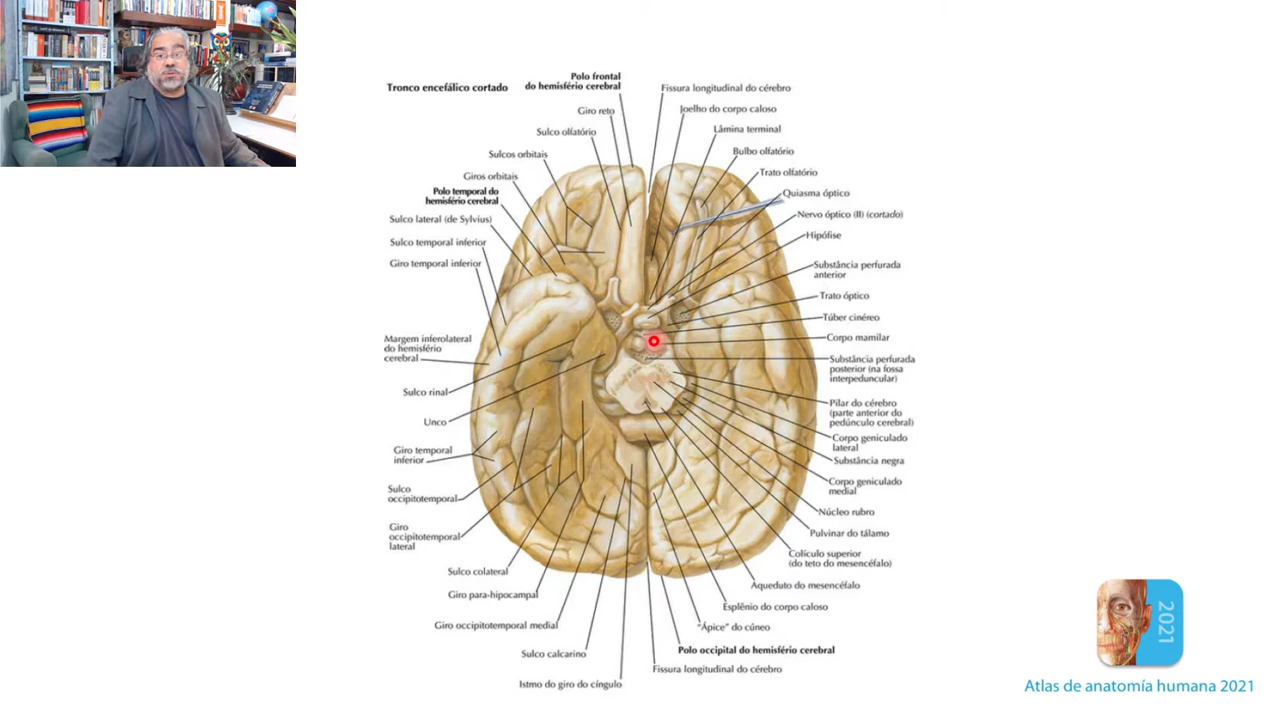 Tronco encefálico cortado
Polo frontal
do hemisfério cerebral
Giro reto
Sulco olfatório
Sulcos orbitais
Giros orbitais
Polo temporal do
hemisfério cerebral
Sulco lateral (de Sylvius)
Sulco temporal inferior
Giro temporal inferior
Margem inferolateral
do hemisfério
cerebral
Sulco rinal
Unco
Giro temporal
inferior
Sulco
occipitotemporal
Giro
occipitotemporal
lateral
Sulco colateral
Giro para-hipocampal
Giro occipitotemporal medial
Sulco calcarino
Istmo do giro do cíngulo
Fissura longitudinal do cérebro
Joelho do corpo caloso
Lâmina terminal
Bulbo olfatório
Trato olfatório
Quiasma óptico
Nervo óptico (II) (cortado)
Hipófise
Substância perfurada
anterior
Trato óptico
Túber cinéreo
Corpo mamilar
Substância perfurada
posterior (na fossa
interpeduncular)
Pilar do cérebro
(parte anterior do
pedúnculo cerebral)
Corpo geniculado
lateral
Substância negra
Corpo geniculado
medial
Núcleo rubro
Pulvinar do tálamo
Colículo superior
(do teto do mesencéfalo)
Aqueduto do mesencéfalo
Esplênio do corpo caloso
“Ápice” do cúneo
Polo occipital do hemisfério cerebral
Fissura longitudinal do cérebro
2021
Atlas de anatomía humana 2021